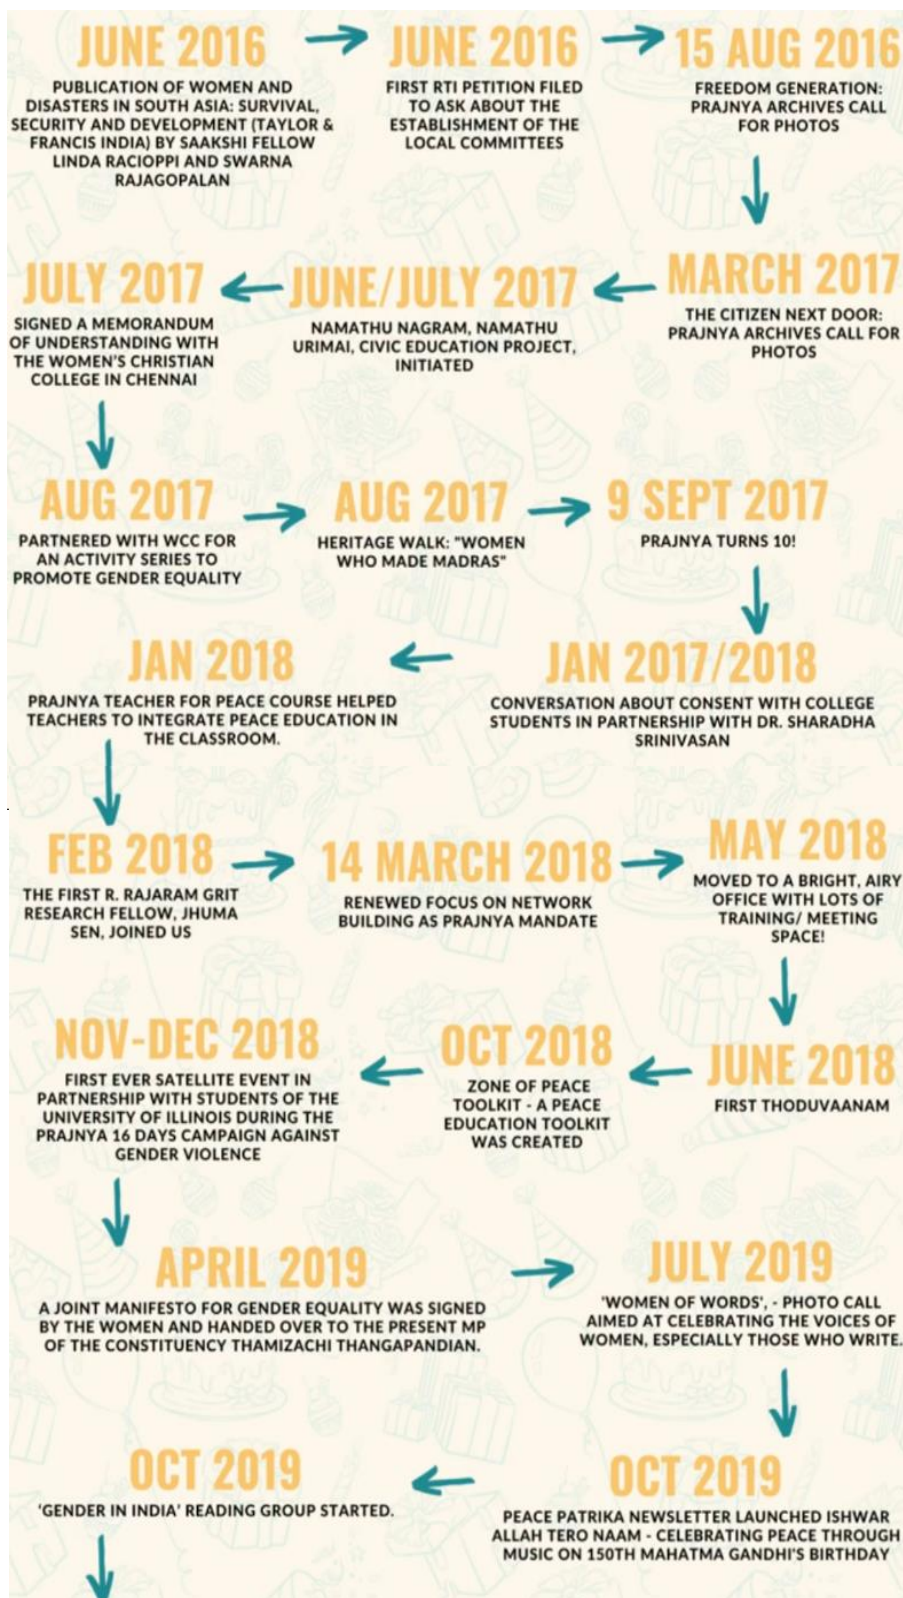 JUNE 2016
PUBLICATION OF WOMEN AND
DISASTERS IN SOUTH ASIA: SURVIVAL,
SECURITY AND DEVELOPMENT (TAYLOR &
FRANCIS INDIA) BY SAAKSHI FELLOW
LINDA RACIOPPI AND SWARNA
RAJAGOPALAN
JUNE 2016
FIRST RTI PETITION FILED
TO ASK ABOUT THE
ESTABLISHMENT OF THE
LOCAL COMMITTEES
15 AUG 2016
FREEDOM GENERATION:
PRAJNYA ARCHIVES CALL
FOR PHOTOS
MARCH 2017
THE CITIZEN NEXT DOOR:
PRAJNYA ARCHIVES CALL FOR
PHOTOS
JUNE/JULY 2017
NAMATHU NAGRAM, NAMATHU
URIMAI, CIVIC EDUCATION PROJECT,
INITIATED
JULY 2017
SIGNED A MEMORANDUM
OF UNDERSTANDING WITH
THE WOMEN'S CHRISTIAN
COLLEGE IN CHENNAI
AUG 2017
PARTNERED WITH WCC FOR
AN ACTIVITY SERIES TO
PROMOTE GENDER EQUALITY
AUG 2017
HERITAGE WALK: "WOMEN
WHO MADE MADRAS"
9 SEPT 2017
PRAJNYA TURNS 10!
JAN 2017/2018
CONVERSATION ABOUT CONSENT WITH COLLEGE
STUDENTS IN PARTNERSHIP WITH DR. SHARADHA
SRINIVASAN
JAN 2018
PRAJNYA TEACHER FOR PEACE COURSE HELPED
TEACHERS TO INTEGRATE PEACE EDUCATION IN
THE CLASSROOM.
FEB 2018
THE FIRST R. RAJARAM GRIT
RESEARCH FELLOW, JHUMA
SEN, JOINED US
14 MARCH 2018
RENEWED FOCUS ON NETWORK
BUILDING AS PRAJNYA MANDATE
MAY 2018
MOVED TO A BRIGHT, AIRY
OFFICE WITH LOTS OF
TRAINING/ MEETING
SPACE!
JUNE 2018
FIRST THODUVAANAM
OCT 2018
ZONE OF PEACE
TOOLKIT - A PEACE
EDUCATION TOOLKIT
WAS CREATED
NOV-DEC 2018
FIRST EVER SATELLITE EVENT IN
PARTNERSHIP WITH STUDENTS OF THE
UNIVERSITY OF ILLINOIS DURING THE
PRAJNYA 16 DAYS CAMPAIGN AGAINST
GENDER VIOLENCE
APRIL 2019
A JOINT MANIFESTO FOR GENDER EQUALITY WAS SIGNED
BY THE WOMEN AND HANDED OVER TO THE PRESENT MP
OF THE CONSTITUENCY THAMIZACHI THANGAPANDIAN.
JULY 2019
'WOMEN OF WORDS', - PHOTO CALL
AIMED AT CELEBRATING THE VOICES OF
WOMEN, ESPECIALLY THOSE WHO WRITE.
OCT 2019
PEACE PATRIKA NEWSLETTER LAUNCHED ISHWAR
ALLAH TERO NAAM - CELEBRATING PEACE THROUGH
MUSIC ON 150TH MAHATMA GANDHI'S BIRTHDAY
OCT 2019
'GENDER IN INDIA' READING GROUP STARTED.